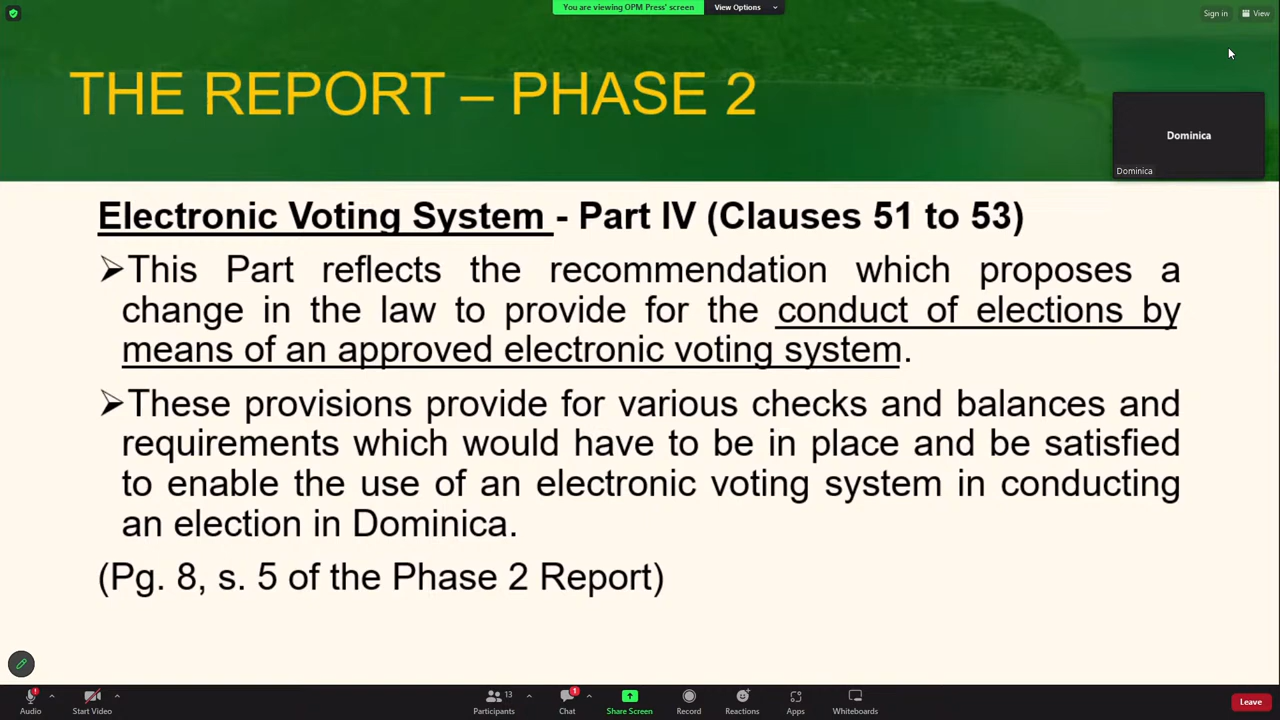 You are viewing OPM Press' screen
View Options
Sign in
View
THE REPORT – PHASE 2
Dominica
Dominica
Electronic Voting System - Part IV (Clauses 51 to 53)
➢This Part reflects the recommendation which proposes a
change in the law to provide for the conduct of elections by
means of an approved electronic voting system.
➢These provisions provide for various checks and balances and
requirements which would have to be in place and be satisfied
to enable the use of an electronic voting system in conducting
an election in Dominica.
(Pg. 8, s. 5 of the Phase 2 Report)
Audio
Start Video
13
Participants
1
Chat
Share Screen
Record
Reactions
Apps
Whiteboards
Leave